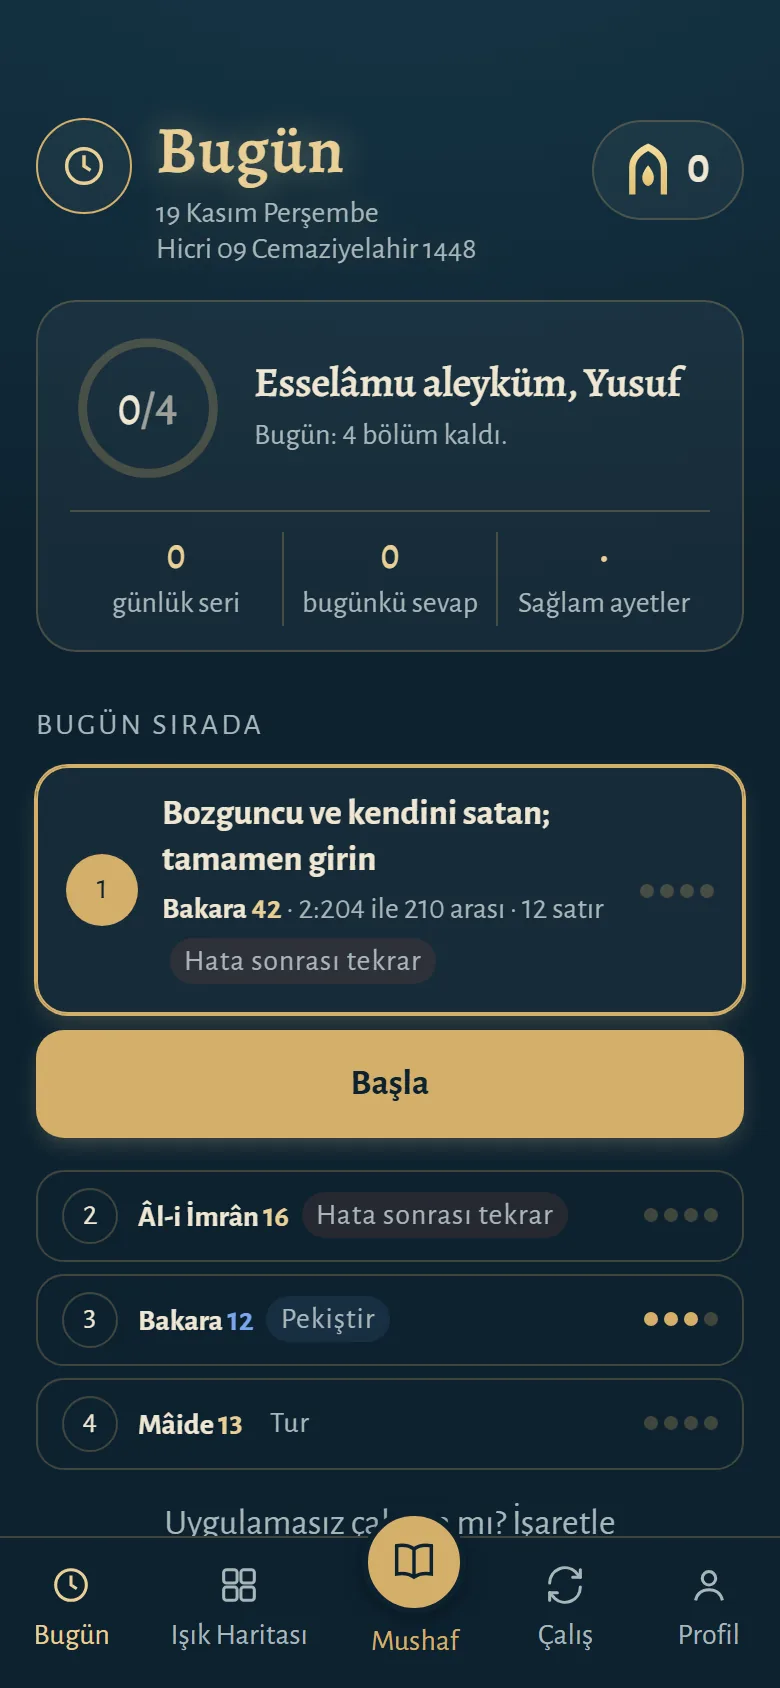 Bugün
0
19 Kasım Perşembe
Hicri 09 Cemaziyelahir 1448
0/4
Esselâmu aleyküm, Yusuf
Bugün: 4 bölüm kaldı.
0
günlük seri
0
bugünkü sevap
·
Sağlam ayetler
BUGÜN SIRADA
1
Bozguncu ve kendini satan;
tamamen girin
Bakara 42 · 2:204 ile 210 arası · 12 satır
Hata sonrası tekrar
Başla
2 Âl-i İmrân 16 Hata sonrası tekrar
3 Bakara 12 Pekiştir
4 Mâide 13 Tur
Uygulamasız mı? İşaretle
Bugün
Işık Haritası
Mushaf
Çalış
Profil